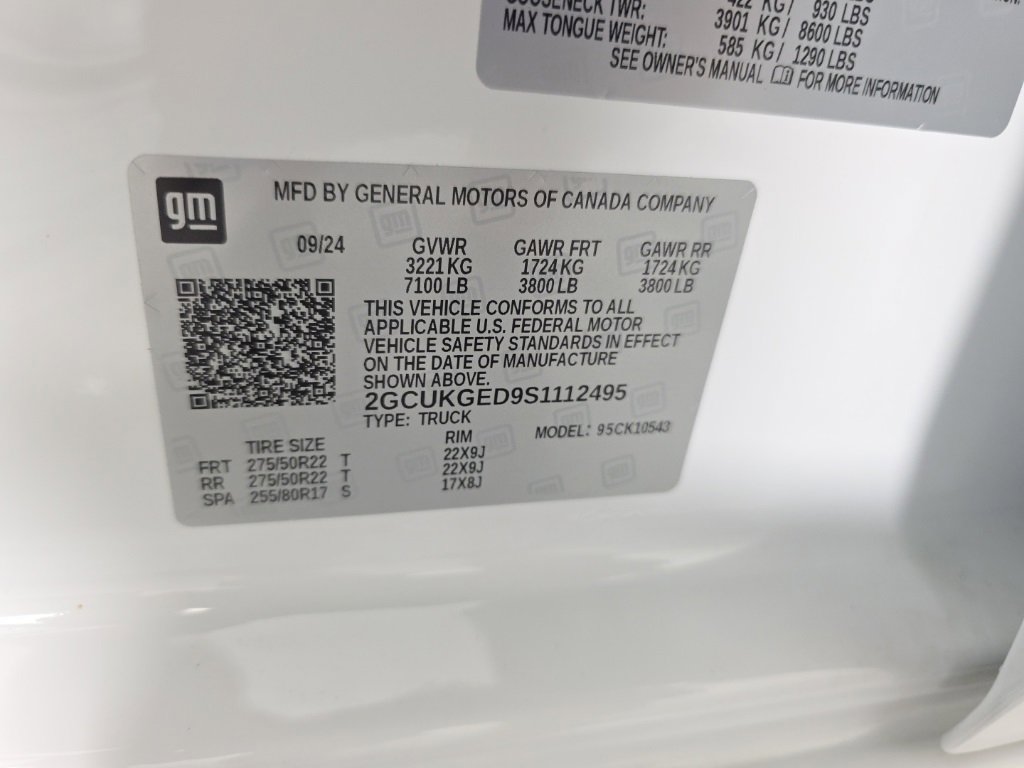 GOOSENECK TWR: 3901 KG / 8600 LBS
MAX TONGUE WEIGHT: 585 KG / 1290 LBS
SEE OWNER'S MANUAL FOR MORE INFORMATION
gm
MFD BY GENERAL MOTORS OF CANADA COMPANY
09/24 GVWR GAWR FRT GAWR RR
3221 KG 1724 KG 1724 KG
7100 LB 3800 LB 3800 LB
THIS VEHICLE CONFORMS TO ALL
APPLICABLE U.S. FEDERAL MOTOR
VEHICLE SAFETY STANDARDS IN EFFECT
ON THE DATE OF MANUFACTURE
SHOWN ABOVE.
2GCUKGED9S1112495
TYPE: TRUCK MODEL: 95CK10543
TIRE SIZE RIM
FRT 275/50R22 T 22X9J
RR 275/50R22 T 22X9J
SPA 255/80R17 S 17X8J